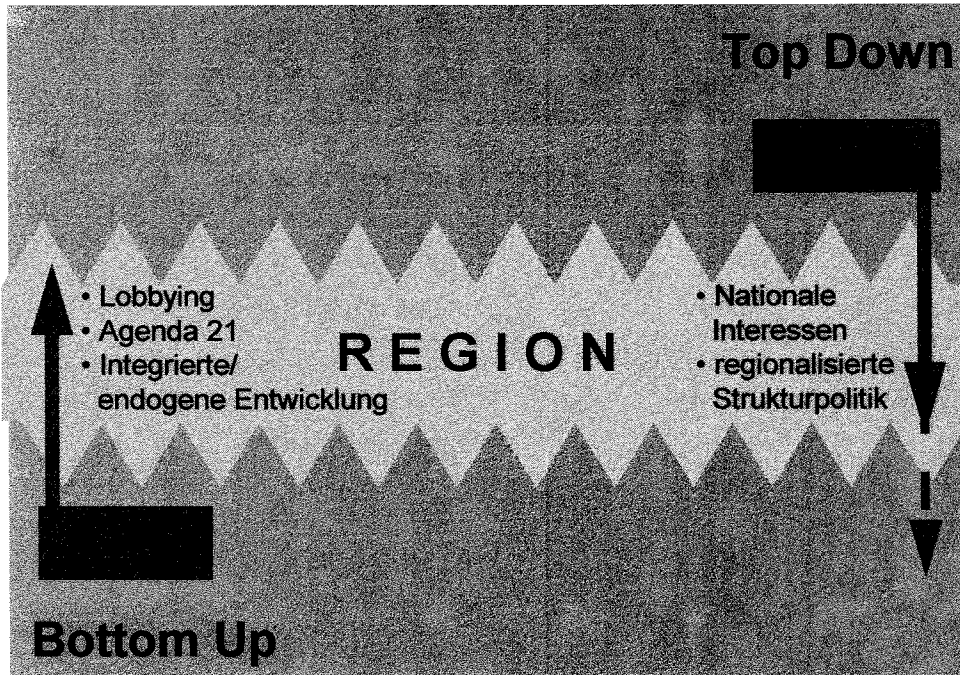 Top Down
• Lobbying
• Agenda 21
• Integrierte/
endogene Entwicklung
REGION
• Nationale
Interessen
• regionalisierte
Strukturpolitik
Bottom Up